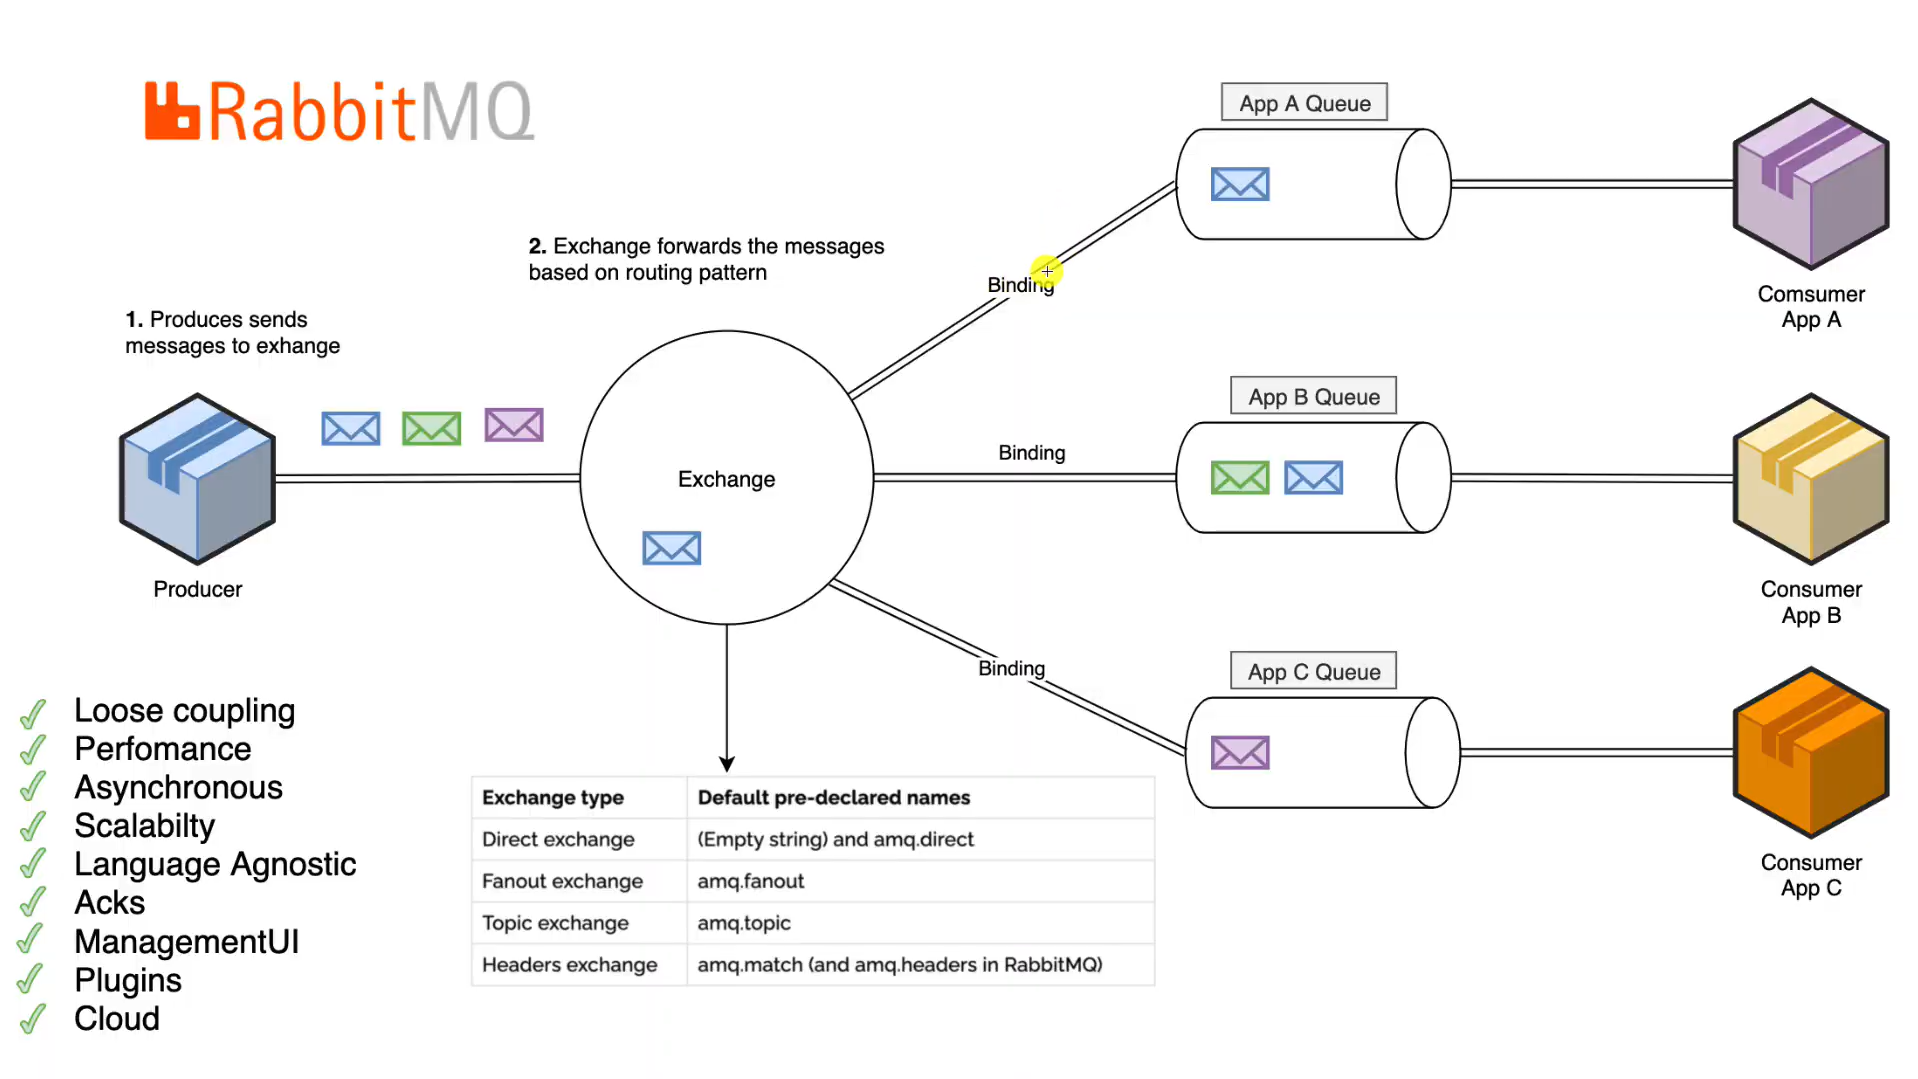 RabbitMQ
App A Queue
2. Exchange forwards the messages
based on routing pattern
Binding
Comsumer
App A
1. Produces sends
messages to exhange
App B Queue
Binding
Exchange
Producer
Consumer
App B
Binding
App C Queue
Consumer
App C
Loose coupling
Perfomance
Asynchronous
Scalabilty
Language Agnostic
Acks
ManagementUI
Plugins
Cloud
Exchange type Default pre-declared names
Direct exchange (Empty string) and amq.direct
Fanout exchange amq.fanout
Topic exchange amq.topic
Headers exchange amq.match (and amq.headers in RabbitMQ)